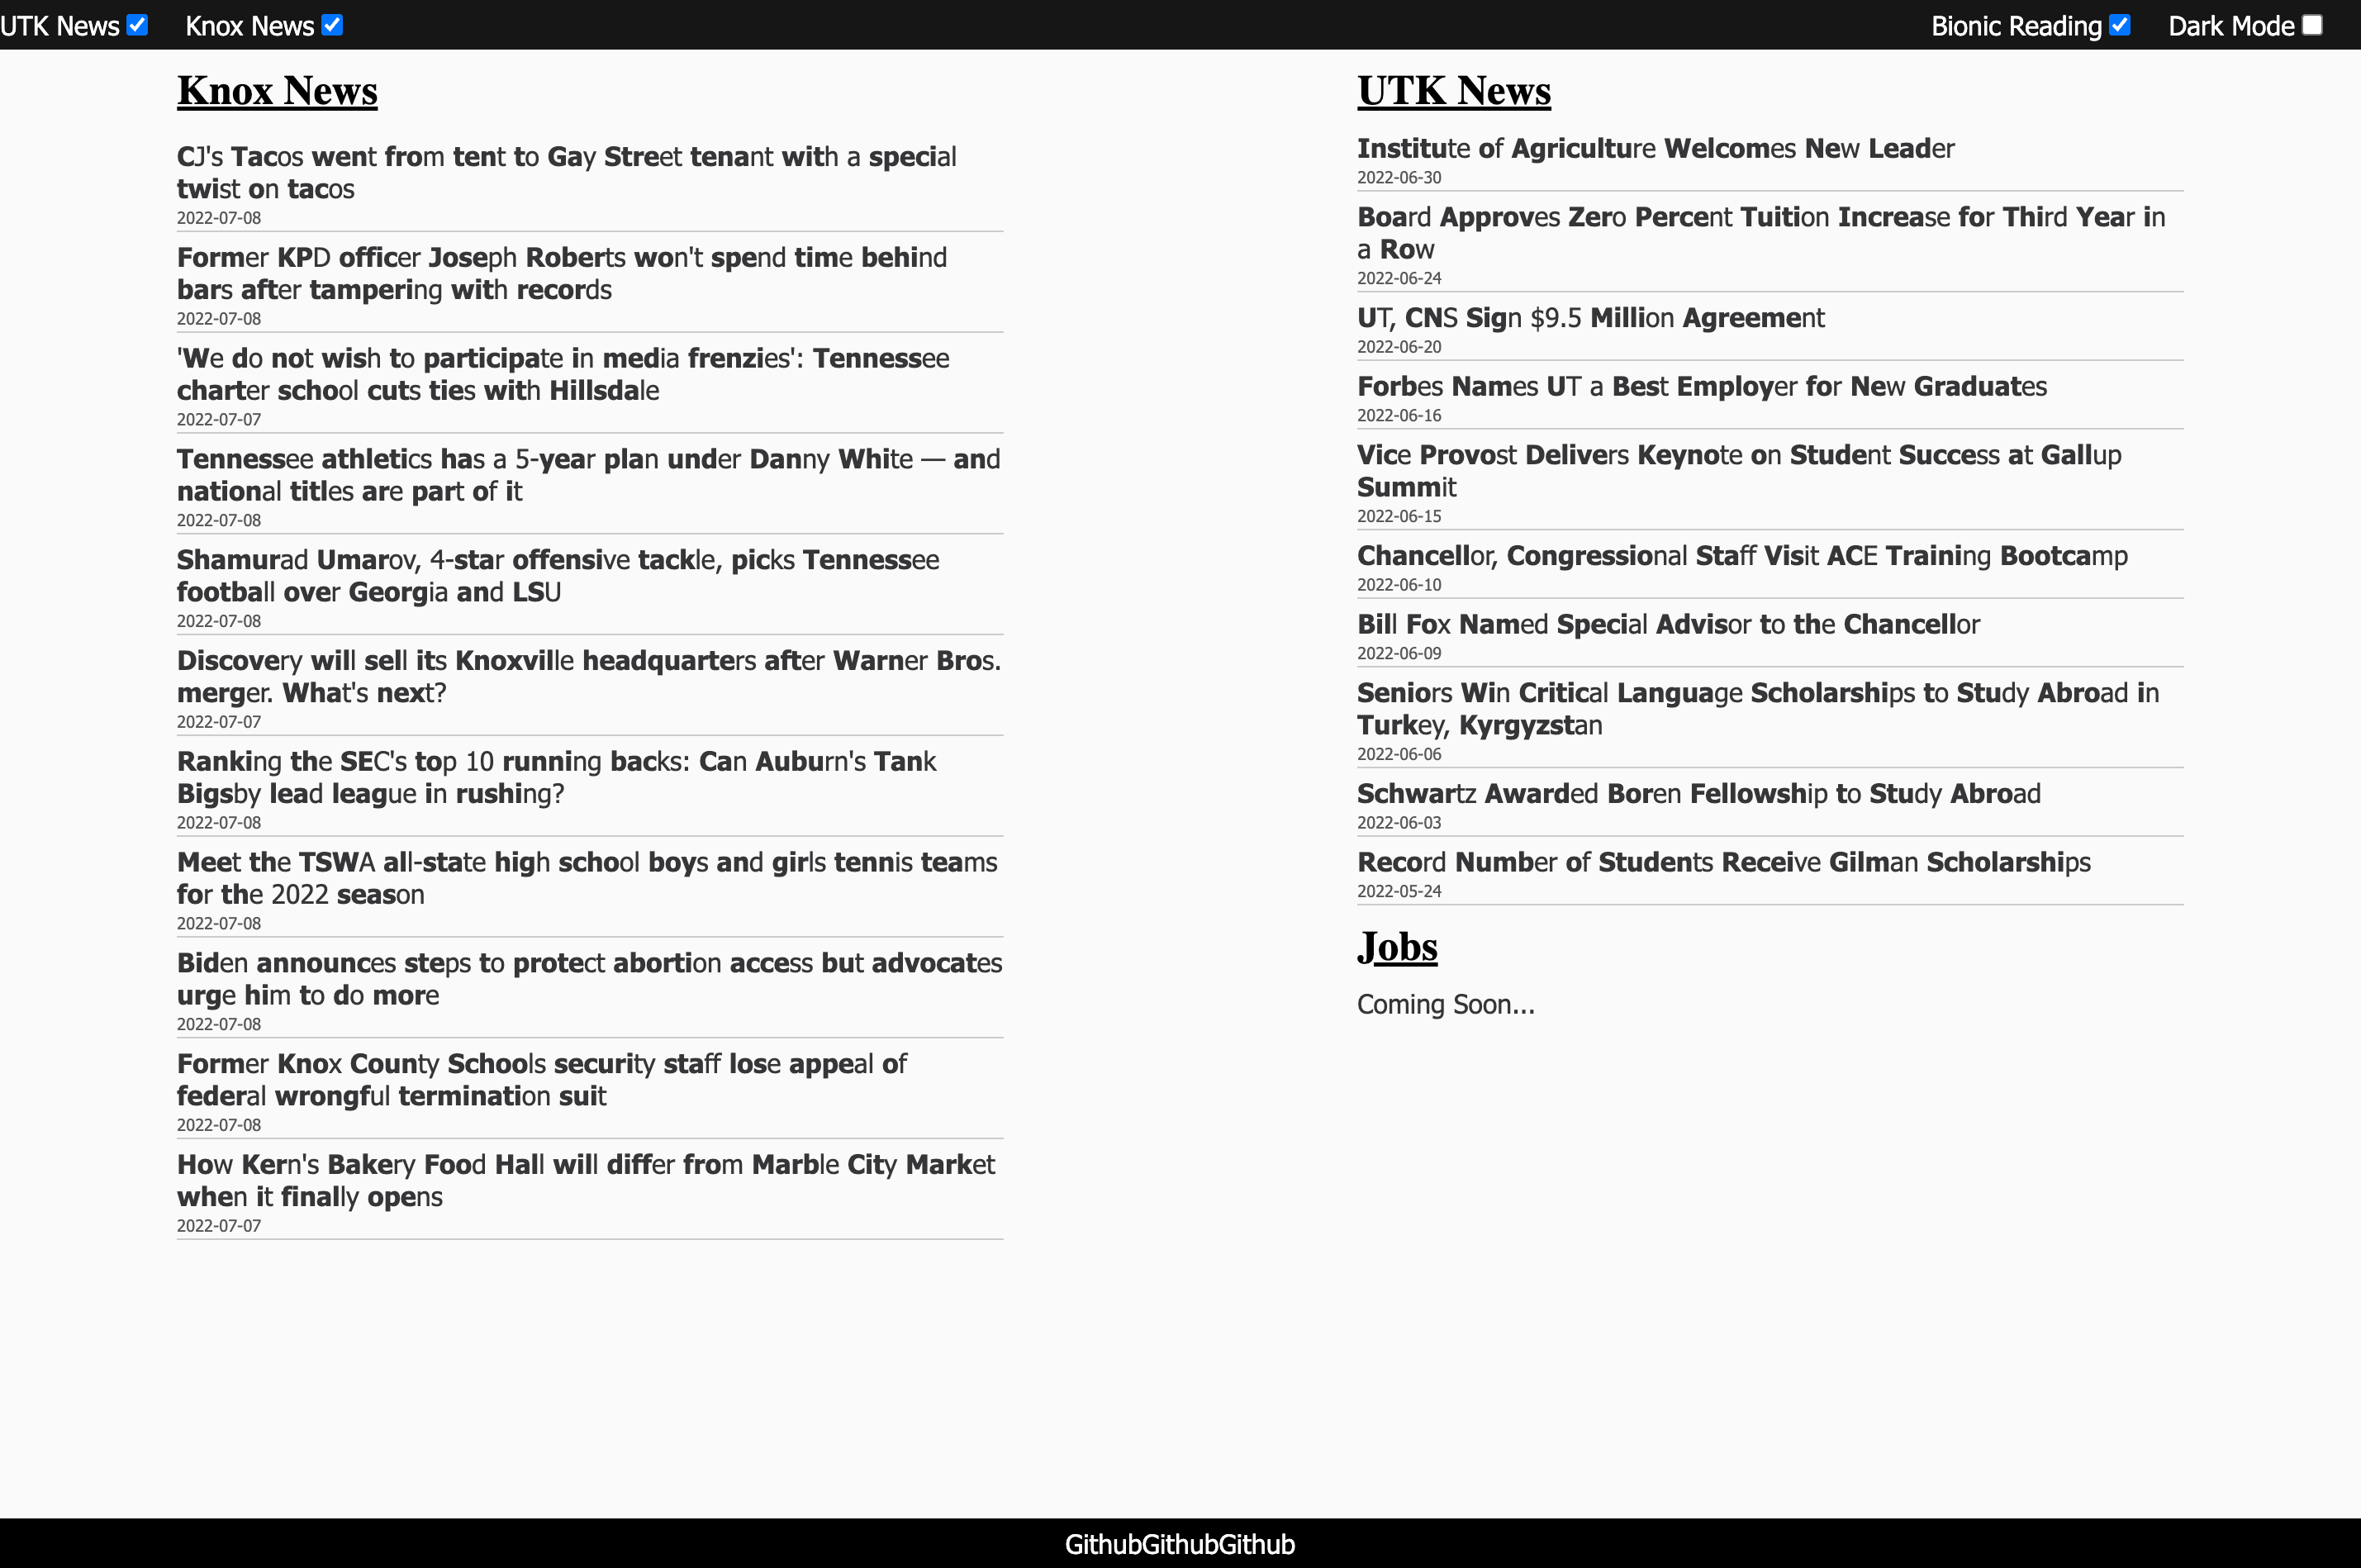 UTK News Knox News Bionic Reading Dark Mode
Knox News
CJ's Tacos went from tent to Gay Street tenant with a special
twist on tacos
2022-07-08
Former KPD officer Joseph Roberts won't spend time behind
bars after tampering with records
2022-07-08
'We do not wish to participate in media frenzies': Tennessee
charter school cuts ties with Hillsdale
2022-07-07
Tennessee athletics has a 5-year plan under Danny White — and
national titles are part of it
2022-07-08
Shamurad Umarov, 4-star offensive tackle, picks Tennessee
football over Georgia and LSU
2022-07-08
Discovery will sell its Knoxville headquarters after Warner Bros.
merger. What's next?
2022-07-07
Ranking the SEC's top 10 running backs: Can Auburn's Tank
Bigsby lead league in rushing?
2022-07-08
Meet the TSWA all-state high school boys and girls tennis teams
for the 2022 season
2022-07-08
Biden announces steps to protect abortion access but advocates
urge him to do more
2022-07-08
Former Knox County Schools security staff lose appeal of
federal wrongful termination suit
2022-07-08
How Kern's Bakery Food Hall will differ from Marble City Market
when it finally opens
2022-07-07
UTK News
Institute of Agriculture Welcomes New Leader
2022-06-30
Board Approves Zero Percent Tuition Increase for Third Year in
a Row
2022-06-24
UT, CNS Sign $9.5 Million Agreement
2022-06-20
Forbes Names UT a Best Employer for New Graduates
2022-06-16
Vice Provost Delivers Keynote on Student Success at Gallup
Summit
2022-06-15
Chancellor, Congressional Staff Visit ACE Training Bootcamp
2022-06-10
Bill Fox Named Special Advisor to the Chancellor
2022-06-09
Seniors Win Critical Language Scholarships to Study Abroad in
Turkey, Kyrgyzstan
2022-06-06
Schwartz Awarded Boren Fellowship to Study Abroad
2022-06-03
Record Number of Students Receive Gilman Scholarships
2022-05-24
Jobs
Coming Soon...
GithubGithubGithub